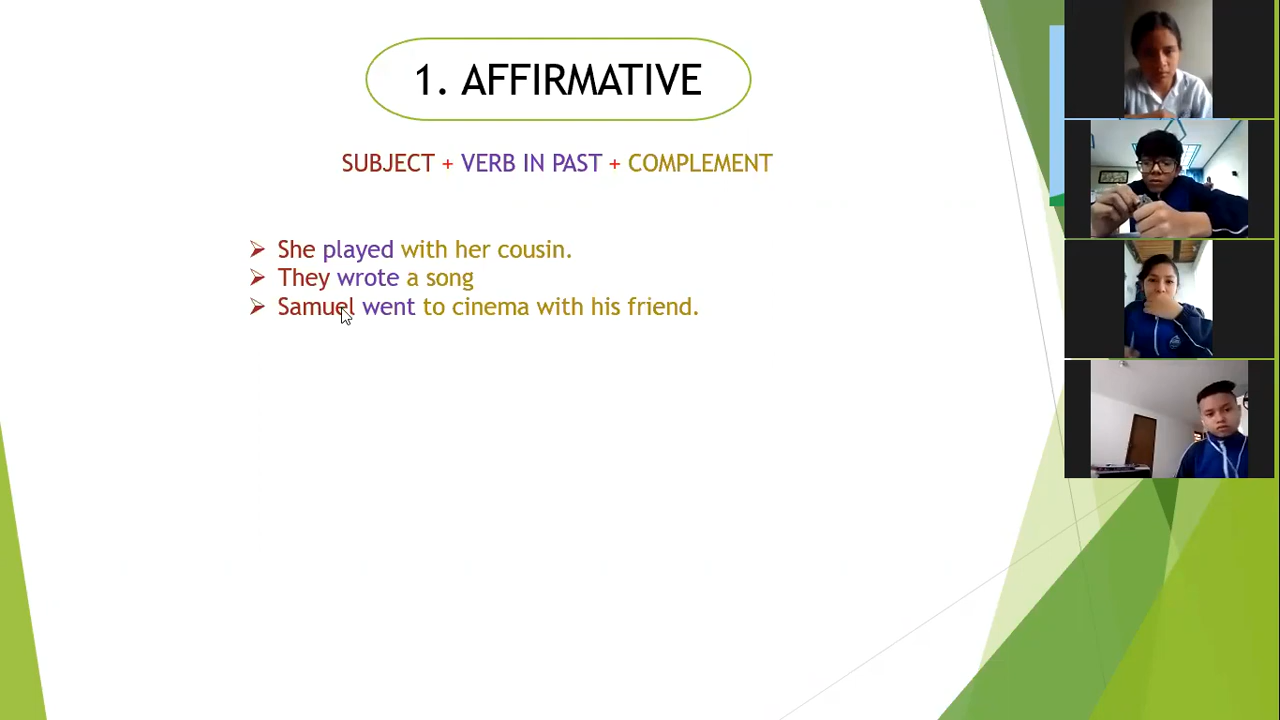 1. AFFIRMATIVE
SUBJECT + VERB IN PAST + COMPLEMENT
She played with her cousin.
They wrote a song
Samuel went to cinema with his friend.